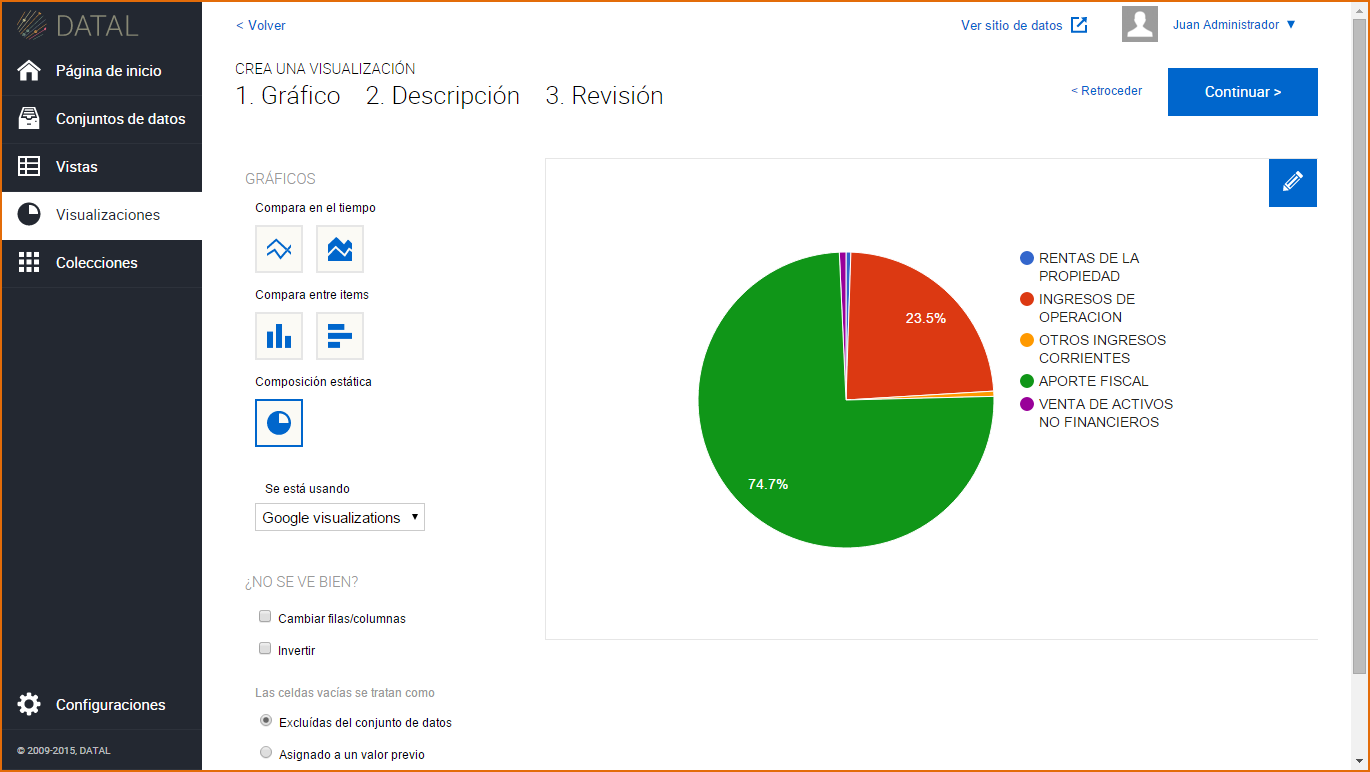 DATAL
Página de inicio
Conjuntos de datos
Vistas
Visualizaciones
Colecciones
Configuraciones
© 2009-2015, DATAL
< Volver
Ver sitio de datos
Juan Administrador ▼
CREA UNA VISUALIZACIÓN
1. Gráfico 2. Descripción 3. Revisión
< Retroceder
Continuar >
GRÁFICOS
Compara en el tiempo
Compara entre items
Composición estática
Se está usando
Google visualizations ▼
¿NO SE VE BIEN?
Cambiar filas/columnas
Invertir
Las celdas vacías se tratan como
Excluídas del conjunto de datos
Asignado a un valor previo
23.5%
74.7%
RENTAS DE LA
PROPIEDAD
INGRESOS DE
OPERACION
OTROS INGRESOS
CORRIENTES
APORTE FISCAL
VENTA DE ACTIVOS
NO FINANCIEROS